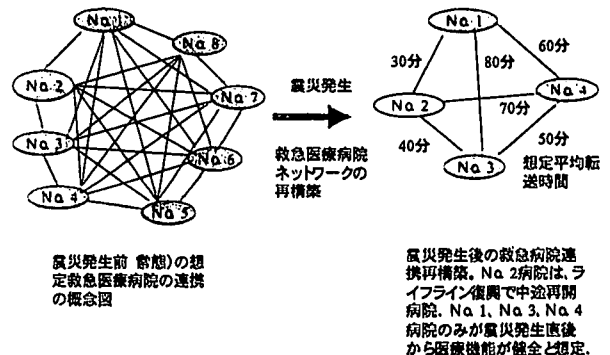 No.1
No.8
No.2
No.7
No.3
No.6
No.4
No.5
震災発生
救急医療病院
ネットワークの
再構築
No.1
30分
80分
60分
No.4
No.2
70分
40分
50分
No.3
想定平均転
送時間
震災発生前 常態)の想
定救急医療病院の連携
の概念図
震災発生後の救急病院連
携再構築。No.2病院は、ラ
イフライン復興で中途再開
病院. No.1、No.3、No.4
病院のみが震災発生直後
から医療機能が健全と想定.